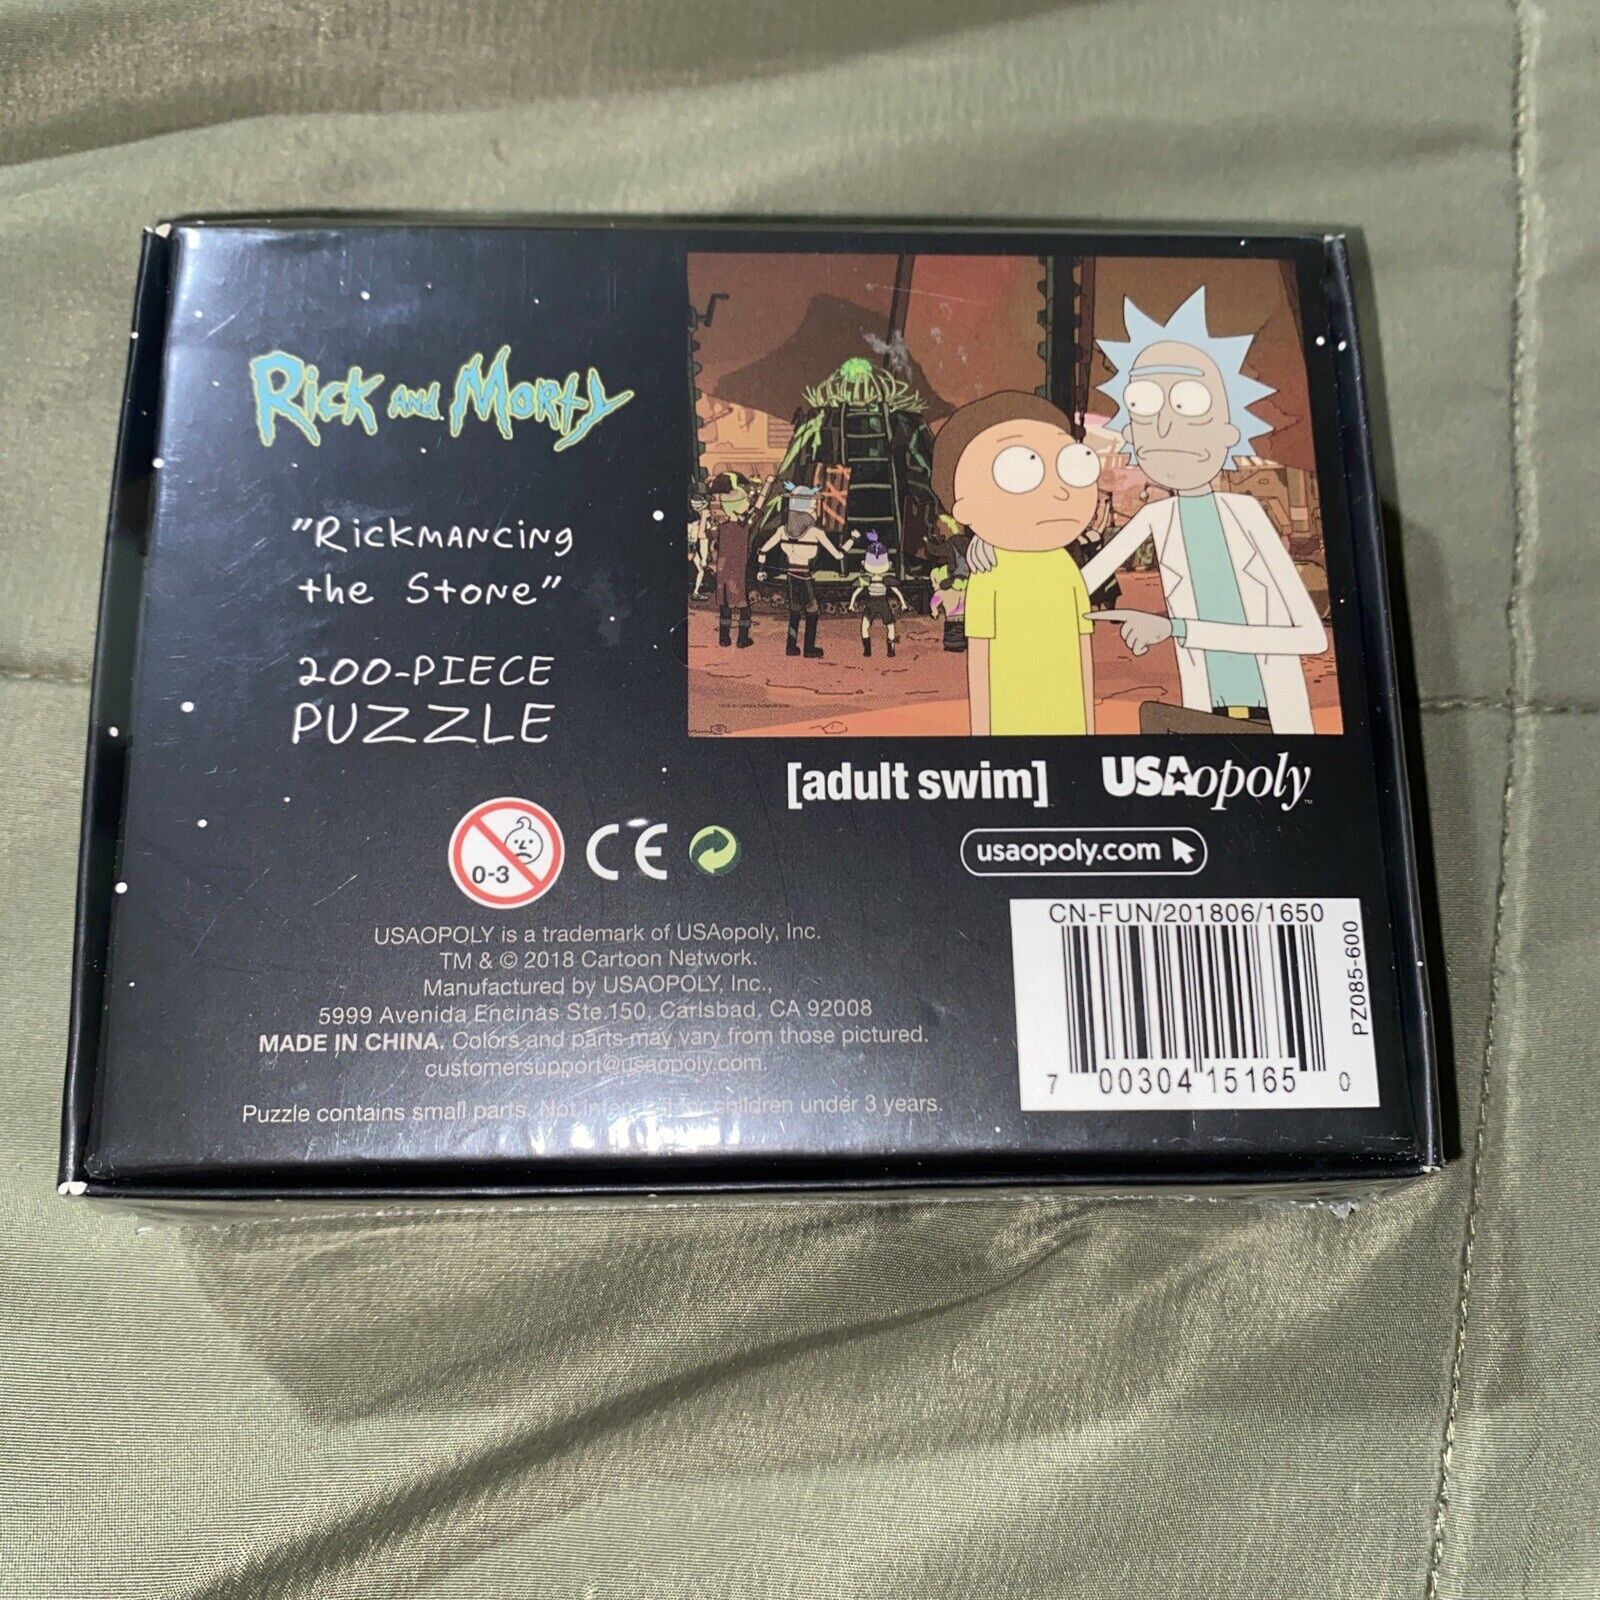 Rick and Morty
"Rickmancing
the Stone"
200-PIECE
PUZZLE
[adult swim]
USAopoly™
usaopoly.com
0-3
CE
USAOPOLY is a trademark of USAopoly, Inc.
TM & © 2018 Cartoon Network.
Manufactured by USAOPOLY, Inc.,
5999 Avenida Encinas Ste.150, Carlsbad, CA 92008
MADE IN CHINA. Colors and parts may vary from those pictured.
customersupport@usaopoly.com.
Puzzle contains small parts. Not intended for children under 3 years.
CN-FUN/201806/1650
PZ085-600
7 00304 15165 0